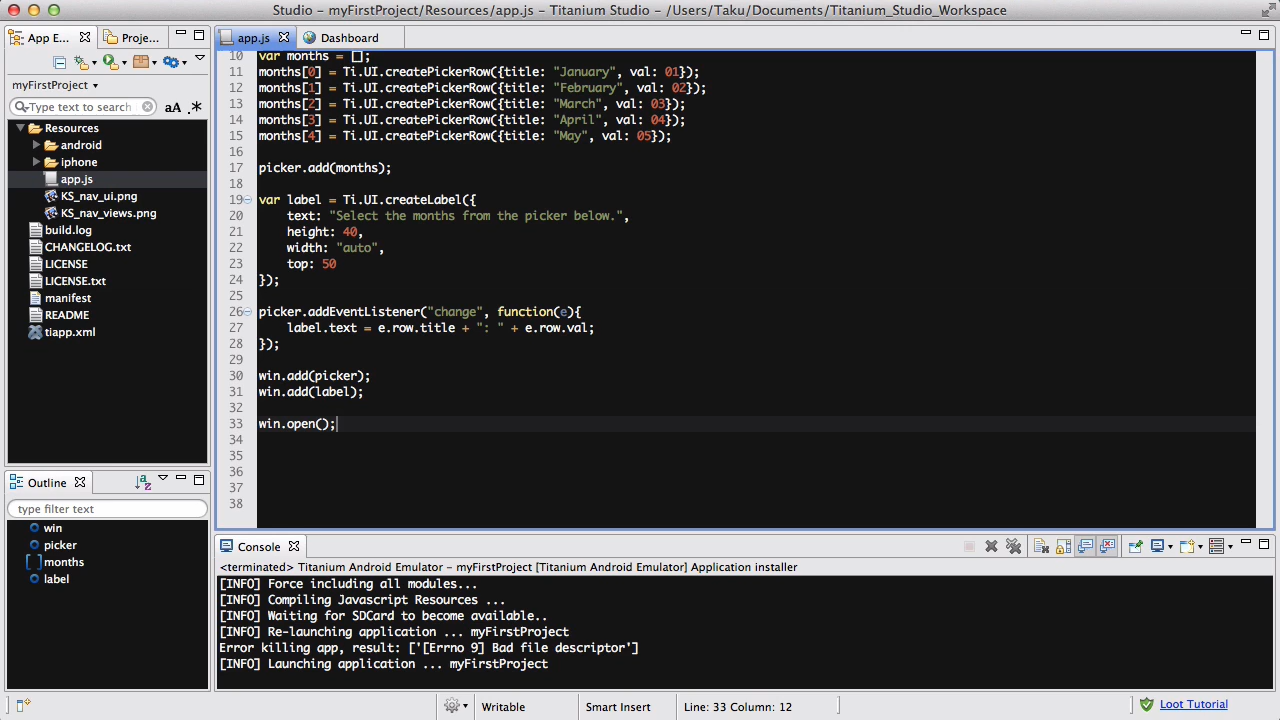 Studio - myFirstProject/Resources/app.js - Titanium Studio - /Users/Taku/Documents/Titanium_Studio_Workspace
App E...
Proje...
app.js
Dashboard
myFirstProject
Type text to search
aA .*
Resources
android
iphone
app.js
KS_nav_ui.png
KS_nav_views.png
build.log
CHANGELOG.txt
LICENSE
LICENSE.txt
manifest
README
tiapp.xml
10 var months = [];
11 months[0] = Ti.UI.createPickerRow({title: "January", val: 01});
12 months[1] = Ti.UI.createPickerRow({title: "February", val: 02});
13 months[2] = Ti.UI.createPickerRow({title: "March", val: 03});
14 months[3] = Ti.UI.createPickerRow({title: "April", val: 04});
15 months[4] = Ti.UI.createPickerRow({title: "May", val: 05});
16
17 picker.add(months);
18
19 var label = Ti.UI.createLabel({
20 text: "Select the months from the picker below.",
21 height: 40,
22 width: "auto",
23 top: 50
24 });
25
26 picker.addEventListener("change", function(e){
27 label.text = e.row.title + ": " + e.row.val;
28 });
29
30 win.add(picker);
31 win.add(label);
32
33 win.open();
34
35
36
37
38
Outline
a z
type filter text
win
picker
[ ] months
label
Console
<terminated> Titanium Android Emulator - myFirstProject [Titanium Android Emulator] Application installer
[INFO] Force including all modules...
[INFO] Compiling Javascript Resources ...
[INFO] Waiting for SDCard to become available..
[INFO] Re-launching application ... myFirstProject
Error killing app, result: ['[Errno 9] Bad file descriptor']
[INFO] Launching application ... myFirstProject
Writable
Smart Insert
Line: 33 Column: 12
Loot Tutorial